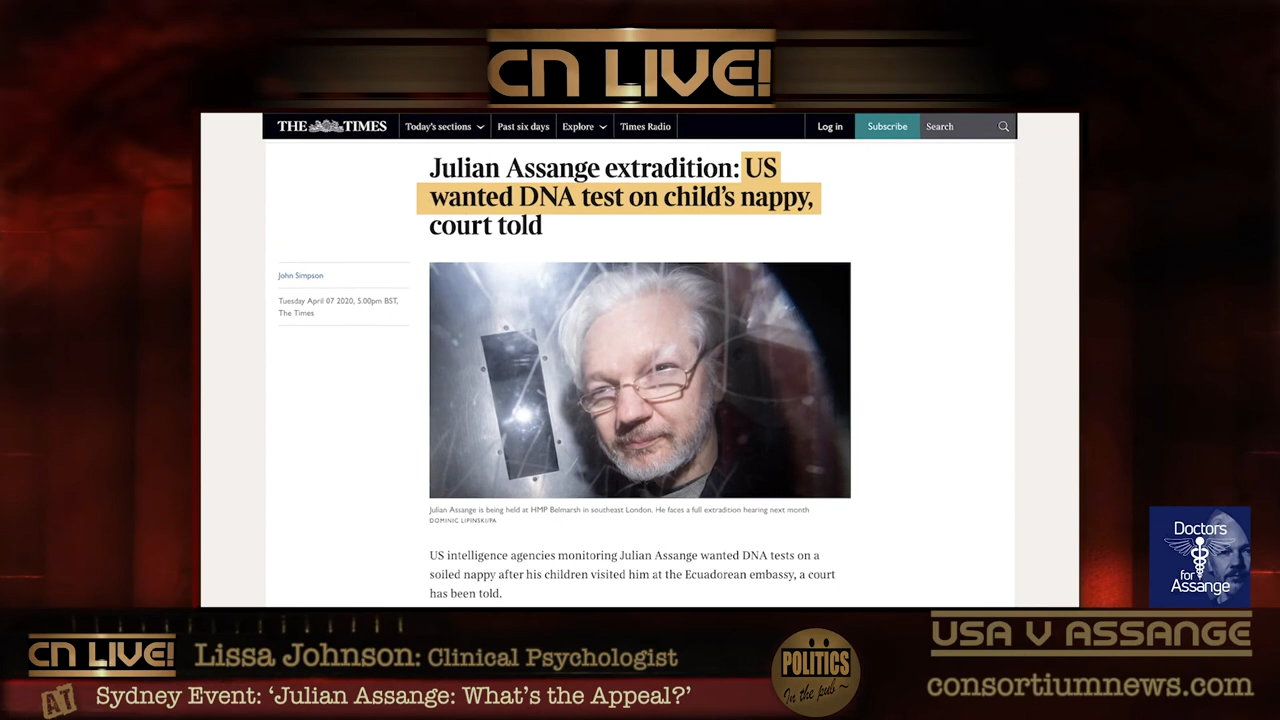 CN LIVE!
THE TIMES Today's sections Past six days Explore Times Radio Log in Subscribe Search
Julian Assange extradition: US
wanted DNA test on child's nappy,
court told
John Simpson
Tuesday April 07 2020, 5.00pm BST,
The Times
Julian Assange is being held at HMP Belmarsh in southeast London. He faces a full extradition hearing next month
DOMINIC LIPINSKI/PA
US intelligence agencies monitoring Julian Assange wanted DNA tests on a
soiled nappy after his children visited him at the Ecuadorean embassy, a court
has been told.
Doctors
for
Assange
CN LIVE! Lissa Johnson: Clinical Psychologist
AT Sydney Event: ‘Julian Assange: What's the Appeal?’
POLITICS
In the pub ~
USA V ASSANGE
consortiumnews.com